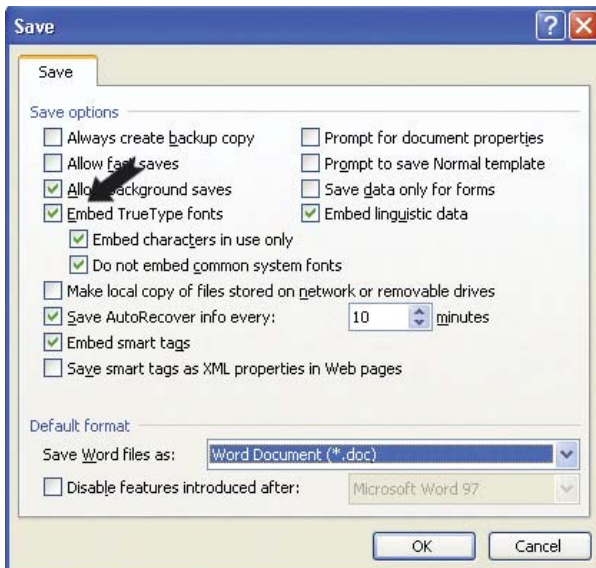 Save
Save
Save options
Always create backup copy
Prompt for document properties
Allow fast saves
Prompt to save Normal template
Allow background saves
Save data only for forms
Embed TrueType fonts
Embed linguistic data
Embed characters in use only
Do not embed common system fonts
Make local copy of files stored on network or removable drives
Save AutoRecover info every: 10 minutes
Embed smart tags
Save smart tags as XML properties in Web pages
Default format
Save Word files as: Word Document (*.doc)
Disable features introduced after: Microsoft Word 97
OK Cancel